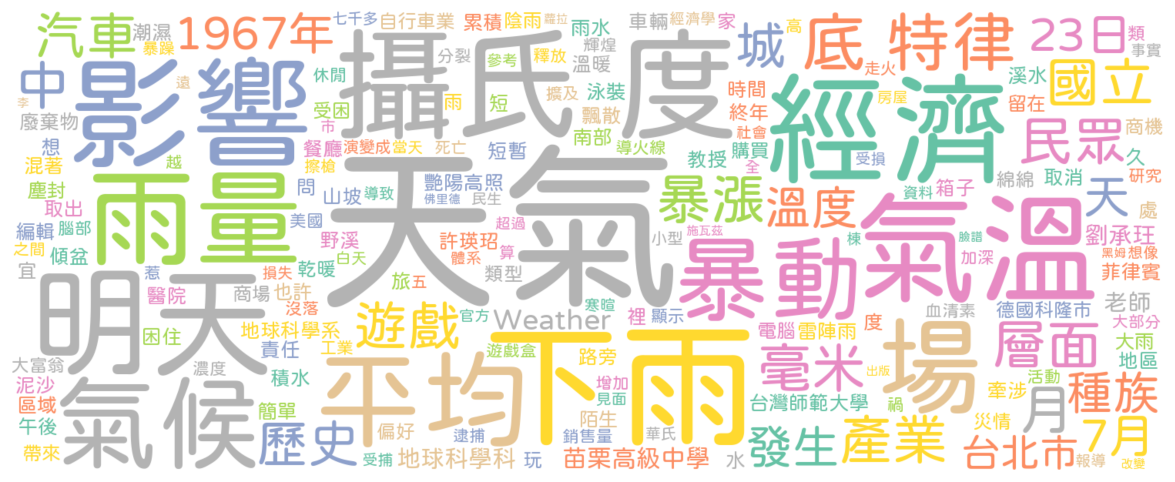 汽車
潮濕
暴躁
1967年
七千多
自行車業
累積
陰雨
蘿拉
雨水
車輛
經濟學
家
城
高
底特律
23日
類
事實
李
中
遠
影響
休閒
受困
市
攝氏度
分裂
參考
釋放
輝煌
溫暖
短
擴及
泳裝
雨
飄散
南部
時間
終年
社會
走火
房屋
經濟
溪水
留在
國立
商機
廢棄物
想
混著
越
餐廳
擦槍
演變成
當天
死亡
短暫
導火線
教授
購買
全
受損
資料
箱子
綿綿
民眾
久
取消
研究
塵封
取出
編輯
腦部
之間
傾盆
雨量
問
美國
山坡
導致
艷陽高照
佛里德
民生
暴漲
溫度
天
處
劉承玨
宜
惹
損失
乾暖
白天
野溪
許瑛玿
體系
超過
算
小型
施瓦茲
棟
臉譜
加深
黑姆
想像
菲律賓
明天
醫院
商場
沒落
也許
旅
五
類型
天氣
寒暄
裡
顯示
暴動
氣溫
血清素
德國科隆市
老師
大部分
困住
地球科學系
責任
工業
遊戲
官方
Weather
電腦
雷陣雨
度
大雨
地區
大富翁
泥沙
區域
濃度
積水
平均
遊戲盒
路旁
下雨
毫米
出版
場
層面
牽涉
活動
種族
午後
帶來
氣候
簡單
歷史
偏好
受捕
逮捕
地球科學科
玩
增加
見面
陌生
銷售量
華氏
苗栗高級中學
水
台灣師範大學
發生
禍
產業
災情
月
台北市
7月
報導
改變